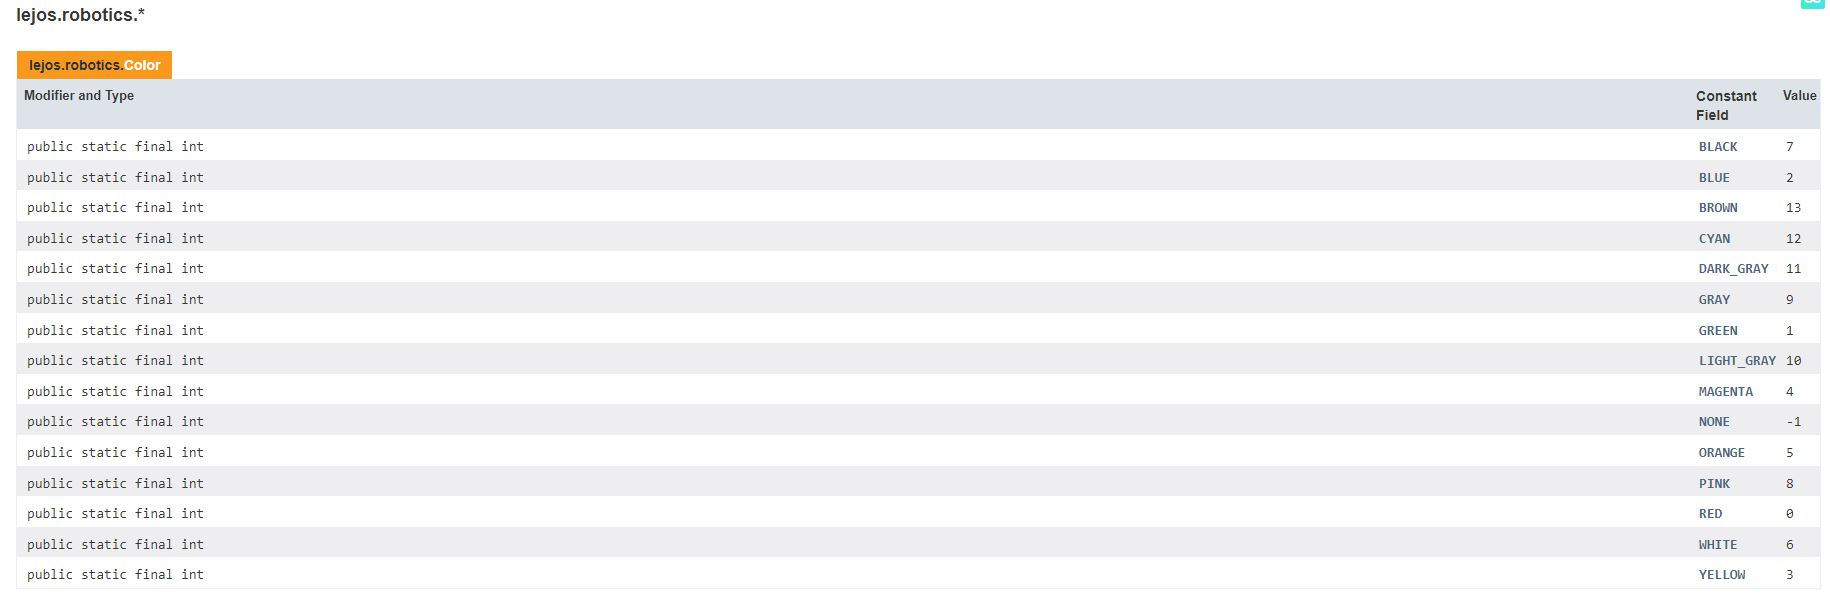 lejos.robotics.*
lejos.robotics.Color
Modifier and Type Constant Field Value
public static final int BLACK 7
public static final int BLUE 2
public static final int BROWN 13
public static final int CYAN 12
public static final int DARK_GRAY 11
public static final int GRAY 9
public static final int GREEN 1
public static final int LIGHT_GRAY 10
public static final int MAGENTA 4
public static final int NONE -1
public static final int ORANGE 5
public static final int PINK 8
public static final int RED 0
public static final int WHITE 6
public static final int YELLOW 3